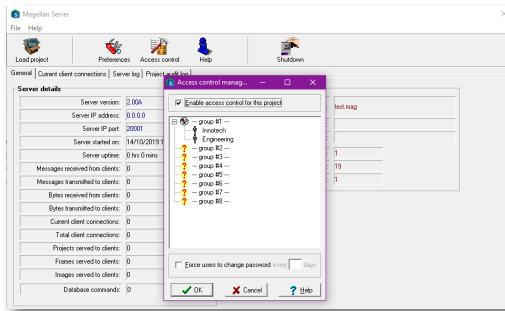 Magellan Server
File Help
Load project Preferences Access control Help Shutdown
General Current client connections Server log Project audit log
Server details
Server version: 2.00A
Server IP address: 0.0.0.0
Server IP port: 20001
Server started on: 14/10/2019 1
Server uptime: 0 hrs 0 mins
Messages received from clients: 0
Messages transmitted to clients: 0
Bytes received from clients: 0
Bytes transmitted to clients: 0
Current client connections: 0
Total client connections: 0
Projects served to clients: 0
Frames served to clients: 0
Images served to clients: 0
Database commands: 0
test.mag
1
19
1
Access control manag...
Enable access control for this project
--- group #1 ---
Innotech
Engineering
--- group #2 ---
--- group #3 ---
--- group #4 ---
--- group #5 ---
--- group #6 ---
--- group #7 ---
--- group #8 ---
Force users to change password every days
OK Cancel Help